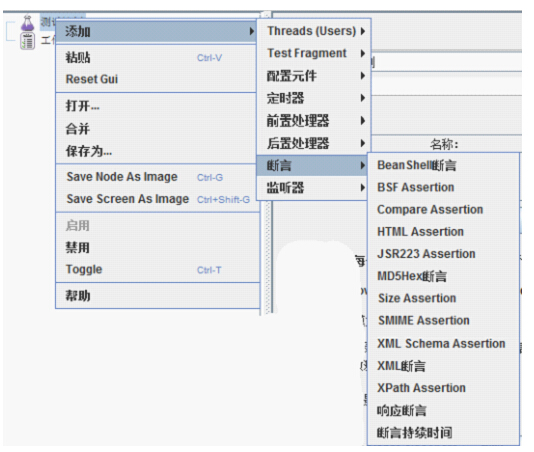 测试
工
添加
粘贴 Ctrl-V
Reset Gui
打开...
合并
保存为...
Save Node As Image Ctrl-G
Save Screen As Image Ctrl+Shift-G
启用
禁用
Toggle Ctrl-T
帮助
Threads (Users)
Test Fragment
配置元件
定时器
前置处理器
后置处理器
断言
监听器
名称:
BeanShell断言
BSF Assertion
Compare Assertion
HTML Assertion
JSR223 Assertion
MD5Hex断言
Size Assertion
SMIME Assertion
XML Schema Assertion
XML断言
XPath Assertion
响应断言
断言持续时间